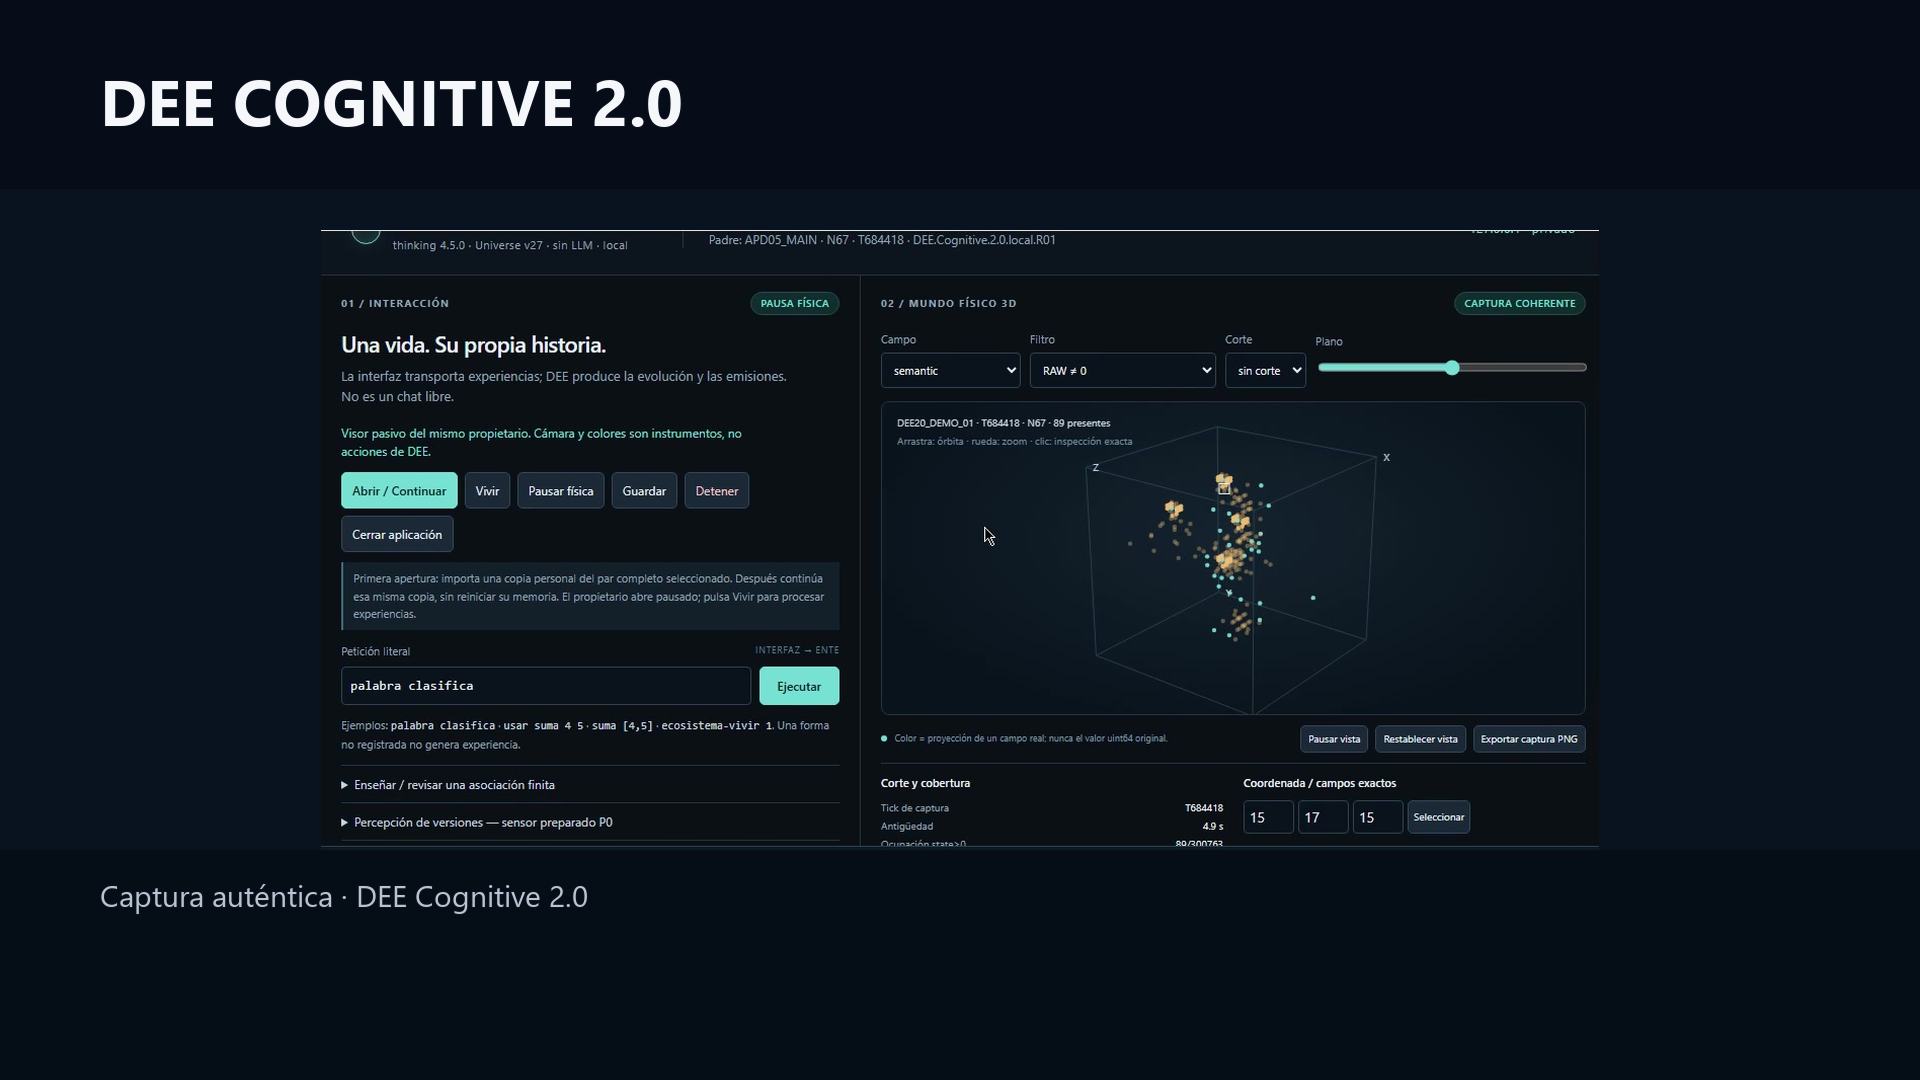 DEE COGNITIVE 2.0
thinking 4.5.0 · Universe v27 · sin LLM · local
Padre: APD05_MAIN · N67 · T684418 · DEE.Cognitive.2.0.local.R01
01 / INTERACCIÓN
PAUSA FÍSICA
Una vida. Su propia historia.
La interfaz transporta experiencias; DEE produce la evolución y las emisiones.
No es un chat libre.
Visor pasivo del mismo propietario. Cámara y colores son instrumentos, no
acciones de DEE.
Abrir / Continuar
Vivir
Pausar física
Guardar
Detener
Cerrar aplicación
Primera apertura: importa una copia personal del par completo seleccionado. Después continúa
esa misma copia, sin reiniciar su memoria. El propietario abre pausado; pulsa Vivir para procesar
experiencias.
Petición literal
INTERFAZ → ENTE
palabra clasifica
Ejecutar
Ejemplos: palabra clasifica · usar suma 4 5 · suma [4,5] · ecosistema-vivir 1. Una forma
no registrada no genera experiencia.
▶ Enseñar / revisar una asociación finita
▶ Percepción de versiones — sensor preparado P0
02 / MUNDO FÍSICO 3D
CAPTURA COHERENTE
Campo
Filtro
Corte
Plano
semantic
RAW ≠ 0
sin corte
DEE20_DEMO_01 · T684418 · N67 · 89 presentes
Arrastra: órbita · rueda: zoom · clic: inspección exacta
Z
X
Y
Color = proyección de un campo real; nunca el valor uint64 original.
Pausar vista
Restablecer vista
Exportar captura PNG
Corte y cobertura
Tick de captura
T684418
Antigüedad
4.9 s
Ocupación state>0
89/300763
Coordenada / campos exactos
15
17
15
Seleccionar
Captura auténtica · DEE Cognitive 2.0